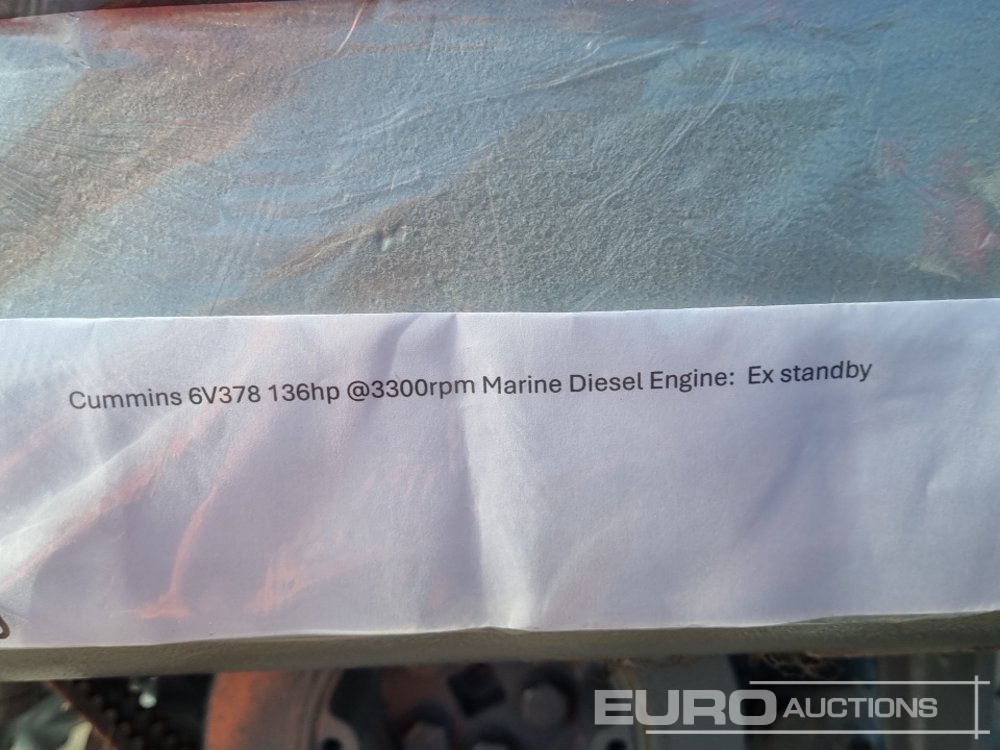 Cummins 6V378 136hp @3300rpm Marine Diesel Engine:  Ex standby
EURO AUCTIONS